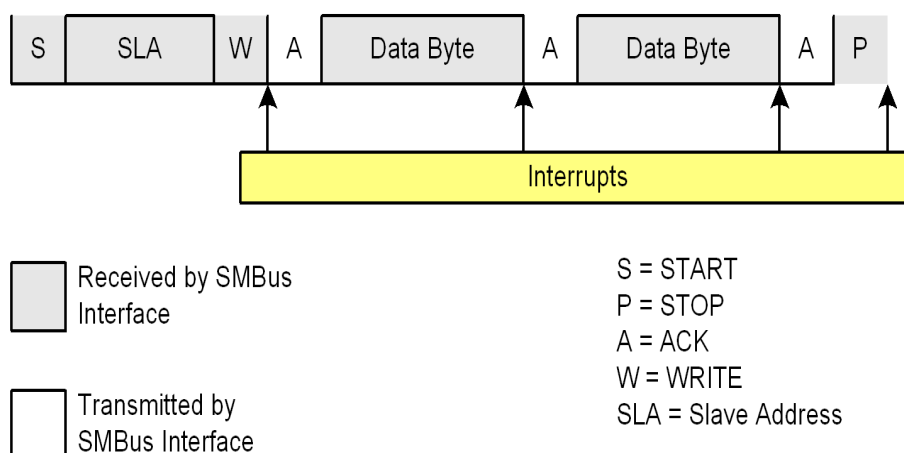 S SLA W A Data Byte A Data Byte A P
Interrupts
Received by SMBus
Interface
Transmitted by
SMBus Interface
S = START
P = STOP
A = ACK
W = WRITE
SLA = Slave Address